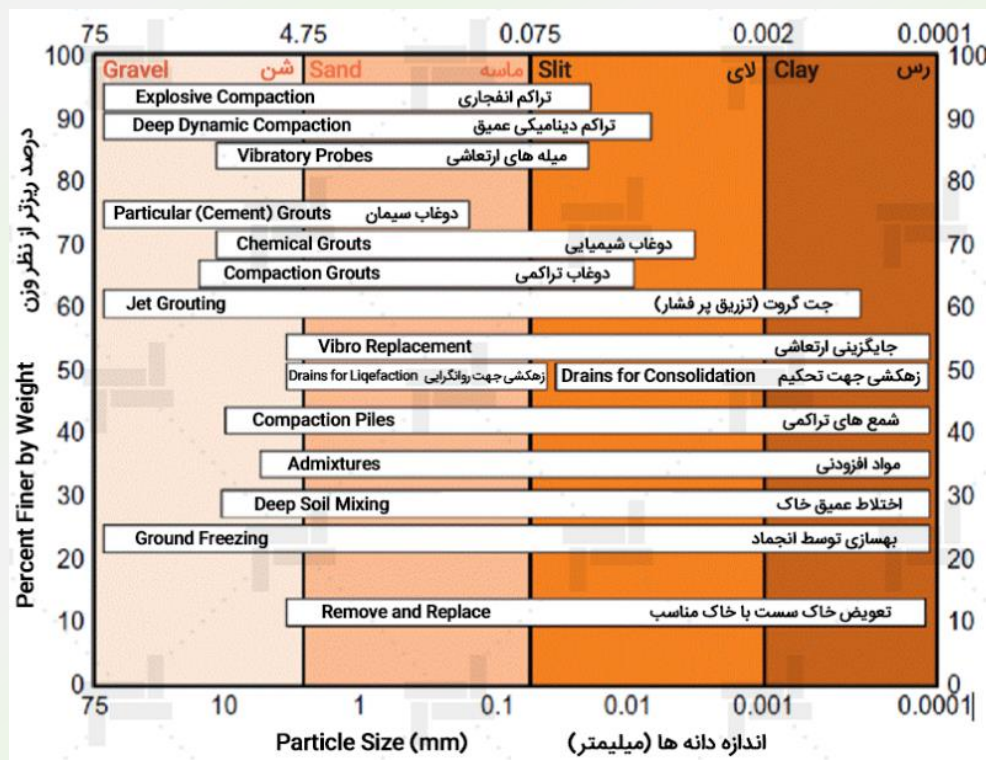 75 4.75 0.075 0.002 0.0001
100 100
Gravel شن Sand ماسه Slit لای Clay رس
Explosive Compaction تراکم انفجاری
90 90
Deep Dynamic Compaction تراکم دینامیکی عمیق
Vibratory Probes میله های ارتعاشی
80 80
Particular (Cement) Grouts دوغاب سیمان
70 70
Chemical Grouts دوغاب شیمیایی
Compaction Grouts دوغاب تراکمی
60 60
Jet Grouting جت گروت (تزریق پر فشار)
Vibro Replacement جایگزینی ارتعاشی
50 50
Drains for Liqefaction زهکشی جهت روانگرایی Drains for Consolidation زهکشی جهت تحکیم
40 40
Compaction Piles شمع های تراکمی
Admixtures مواد افزودنی
30 30
Deep Soil Mixing اختلاط عمیق خاک
20 20
Ground Freezing بهسازی توسط انجماد
10 10
Remove and Replace تعویض خاک سست با خاک مناسب
0 0
75 10 1 0.1 0.01 0.001 0.0001
Particle Size (mm) اندازه دانه ها (میلیمتر)
Percent Finer by Weight درصد ریزتر از نظر وزن